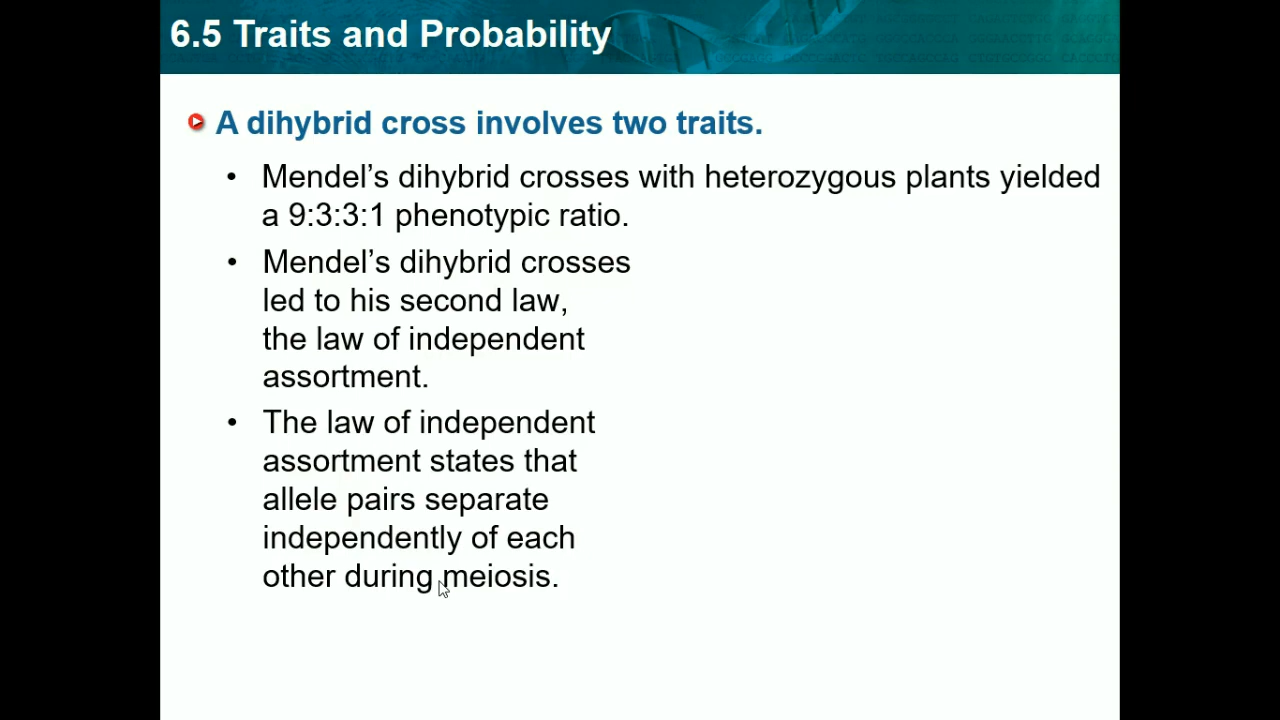 6.5 Traits and Probability
A dihybrid cross involves two traits.
• Mendel’s dihybrid crosses with heterozygous plants yielded
a 9:3:3:1 phenotypic ratio.
• Mendel’s dihybrid crosses
led to his second law,
the law of independent
assortment.
• The law of independent
assortment states that
allele pairs separate
independently of each
other during meiosis.